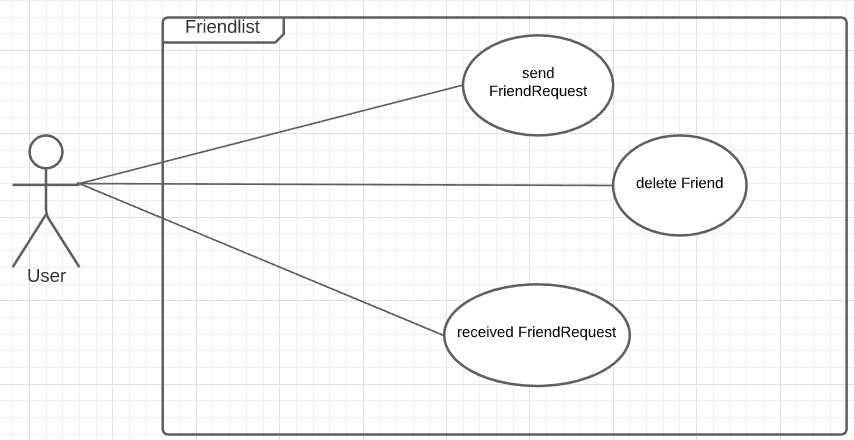 Friendlist
send
FriendRequest
delete Friend
User
received FriendRequest